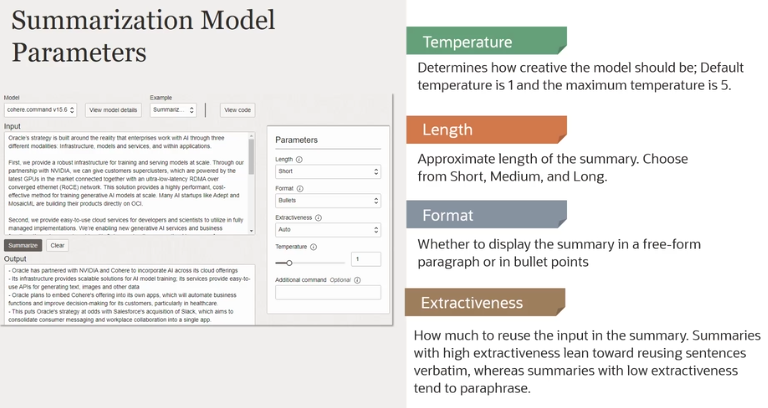 Summarization Model
Parameters
Model
Example
cohere.command v15.6
View model details
Summariz...
View code
Input
Oracle's strategy is built around the reality that enterprises work with AI through three
different modalities: Infrastructure, models and services, and within applications.
First, we provide a robust infrastructure for training and serving models at scale. Through our
partnership with NVIDIA, we can give customers superclusters, which are powered by the
latest GPUs in the market connected together with an ultra-low-latency RDMA over
converged ethernet (RoCE) network. This solution provides a highly performant, cost-
effective method for training generative AI models at scale. Many AI startups like Adept and
MosaicML are building their products directly on OCI.
Second, we provide easy-to-use cloud services for developers and scientists to utilize in fully
managed implementations. We're enabling new generative AI services and business
Summarize
Clear
Output
- Oracle has partnered with NVIDIA and Cohere to incorporate AI across its cloud offerings
- Its infrastructure provides scalable solutions for AI model training; its services provide easy-to-
use APIs for generating text, images and other data
- Oracle plans to embed Cohere's offering into its own apps, which will automate business
functions and improve decision-making for its customers, particularly in healthcare
- This puts Oracle's strategy at odds with Salesforce's acquisition of Slack, which aims to
consolidate consumer messaging and workplace collaboration into a single app.
Parameters
Length
Short
Format
Bullets
Extractiveness
Auto
Temperature
1
Additional command Optional
Temperature
Determines how creative the model should be; Default
temperature is 1 and the maximum temperature is 5.
Length
Approximate length of the summary. Choose
from Short, Medium, and Long.
Format
Whether to display the summary in a free-form
paragraph or in bullet points
Extractiveness
How much to reuse the input in the summary. Summaries
with high extractiveness lean toward reusing sentences
verbatim, whereas summaries with low extractiveness
tend to paraphrase.